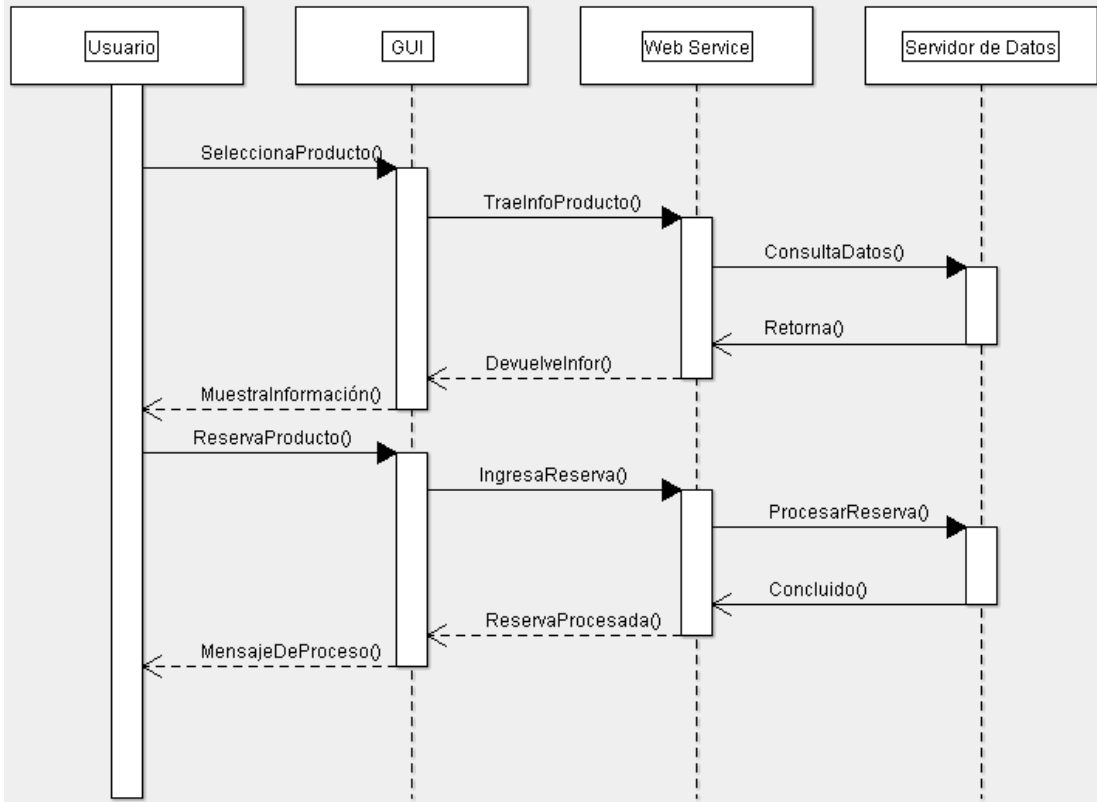 Usuario
GUI
Web Service
Servidor de Datos
SeleccionaProducto()
TraeInfoProducto()
ConsultaDatos()
Retorna()
DevuelveInfor()
MuestraInformación()
ReservaProducto()
IngresaReserva()
ProcesarReserva()
Concluido()
ReservaProcesada()
MensajeDeProceso()